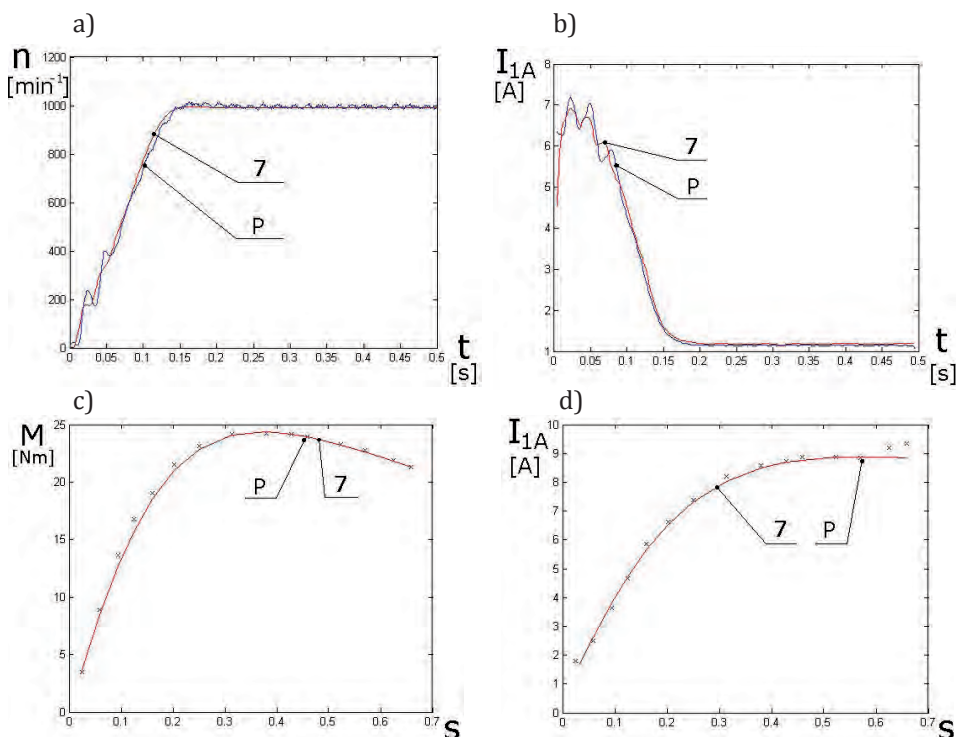 a)
n
[min⁻¹]
1200
1000
800
600
400
200
0
0 0.05 0.1 0.15 0.2 0.25 0.3 0.35 0.4 0.45 0.5
t
[s]
7
P
b)
I1A
[A]
8
7
6
5
4
3
2
1
0 0.05 0.1 0.15 0.2 0.25 0.3 0.35 0.4 0.45 0.5
t
[s]
7
P
c)
M
[Nm]
25
20
15
10
5
0
0 0.1 0.2 0.3 0.4 0.5 0.6 0.7
s
P
7
d)
I1A
[A]
10
9
8
7
6
5
4
3
2
1
0
0 0.1 0.2 0.3 0.4 0.5 0.6 0.7
s
7
P